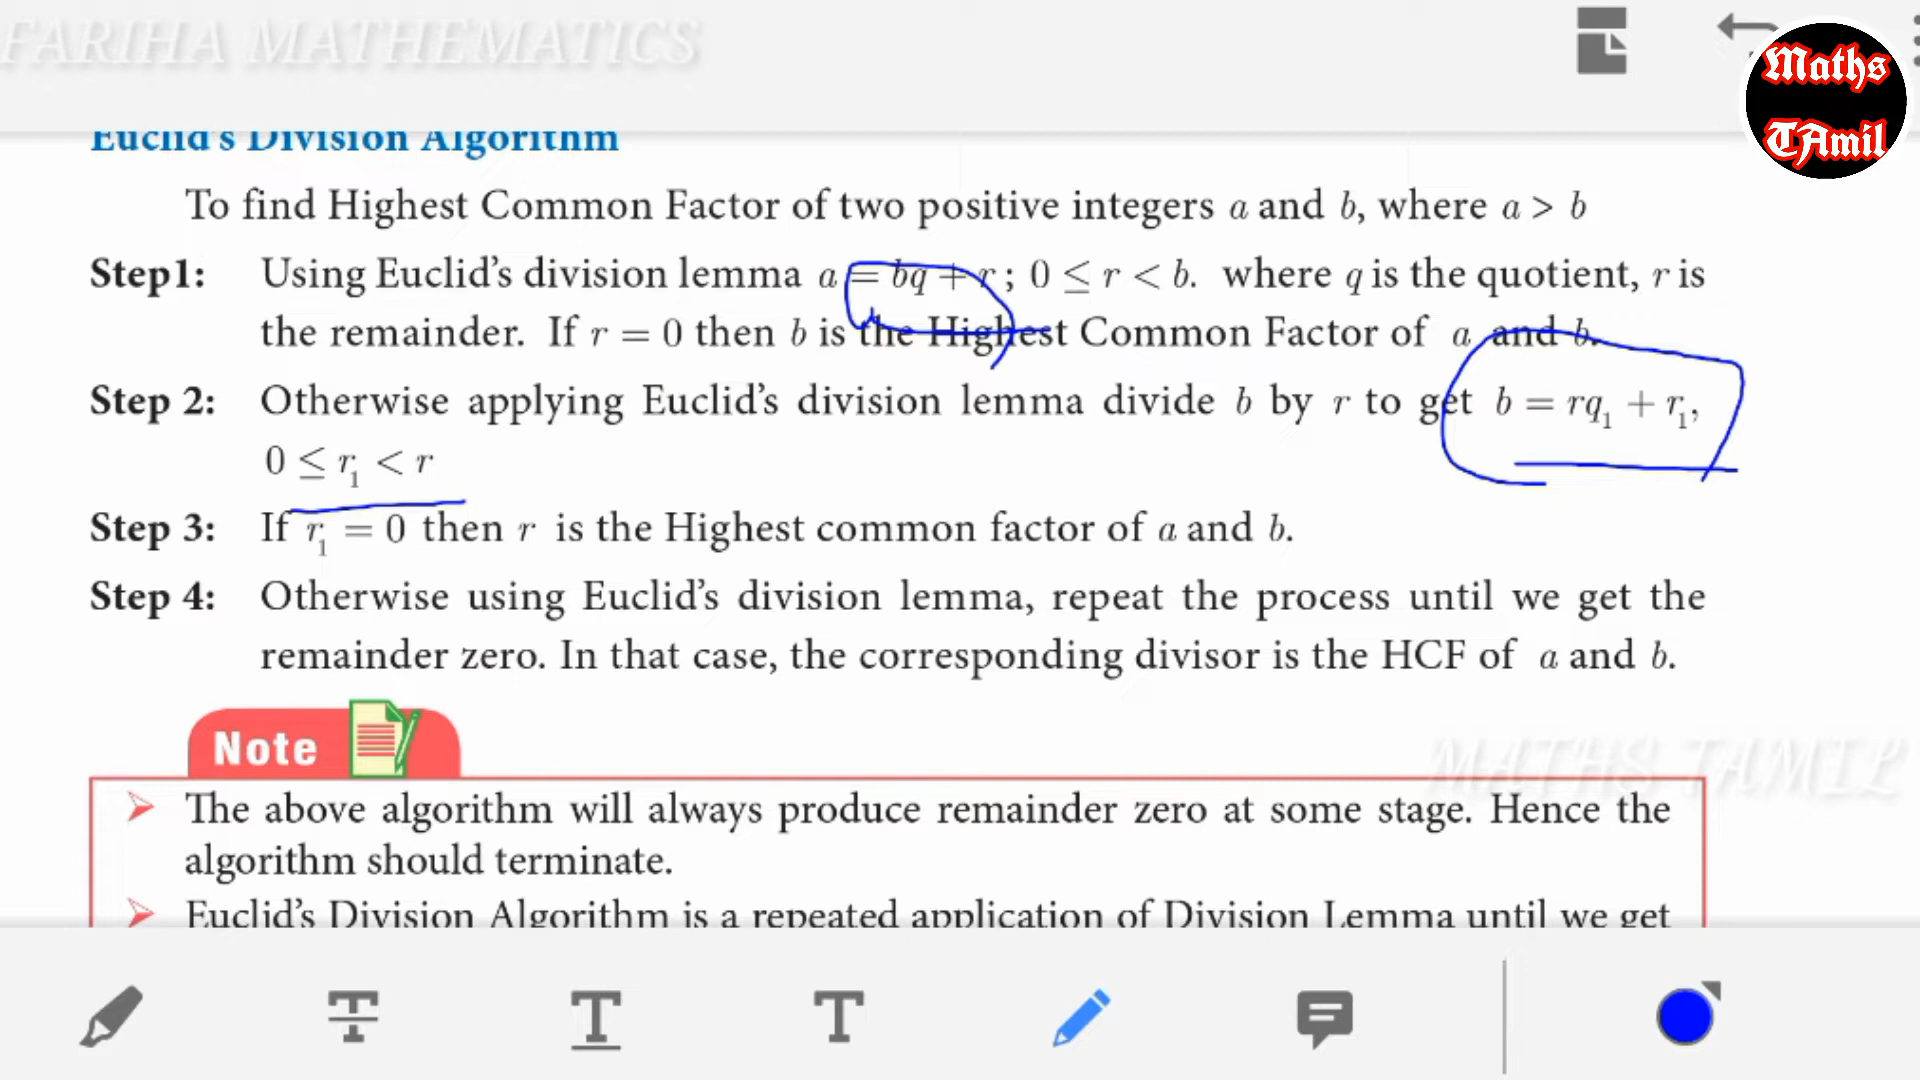 FARIHA MATHEMATICS
Maths
TAmil
Euclid's Division Algorithm
To find Highest Common Factor of two positive integers a and b, where a > b
Step1: Using Euclid's division lemma a = bq + r ; 0 ≤ r < b. where q is the quotient, r is
the remainder. If r = 0 then b is the Highest Common Factor of a and b.
Step 2: Otherwise applying Euclid's division lemma divide b by r to get b = rq₁ + r₁,
0 ≤ r₁ < r
Step 3: If r₁ = 0 then r is the Highest common factor of a and b.
Step 4: Otherwise using Euclid's division lemma, repeat the process until we get the
remainder zero. In that case, the corresponding divisor is the HCF of a and b.
Note
MATHS TAMIL
➢ The above algorithm will always produce remainder zero at some stage. Hence the
algorithm should terminate.
➢ Euclid's Division Algorithm is a repeated application of Division Lemma until we get
T T T